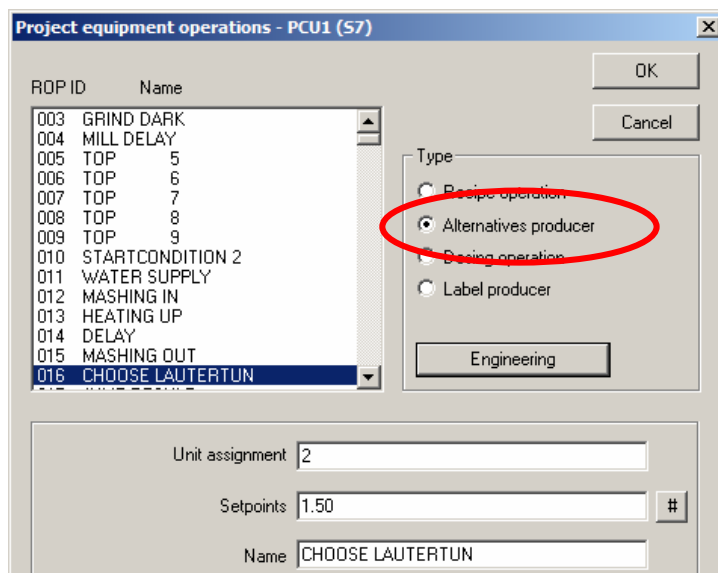 Project equipment operations - PCU1 (S7)
OK
ROP ID Name
Cancel
003 GRIND DARK
004 MILL DELAY
005 TOP 5
006 TOP 6
007 TOP 7
008 TOP 8
009 TOP 9
010 STARTCONDITION 2
011 WATER SUPPLY
012 MASHING IN
013 HEATING UP
014 DELAY
015 MASHING OUT
016 CHOOSE LAUTERTUN
Type
Recipe operation
Alternatives producer
Dosing operation
Label producer
Engineering
Unit assignment 2
Setpoints 1.50 #
Name CHOOSE LAUTERTUN